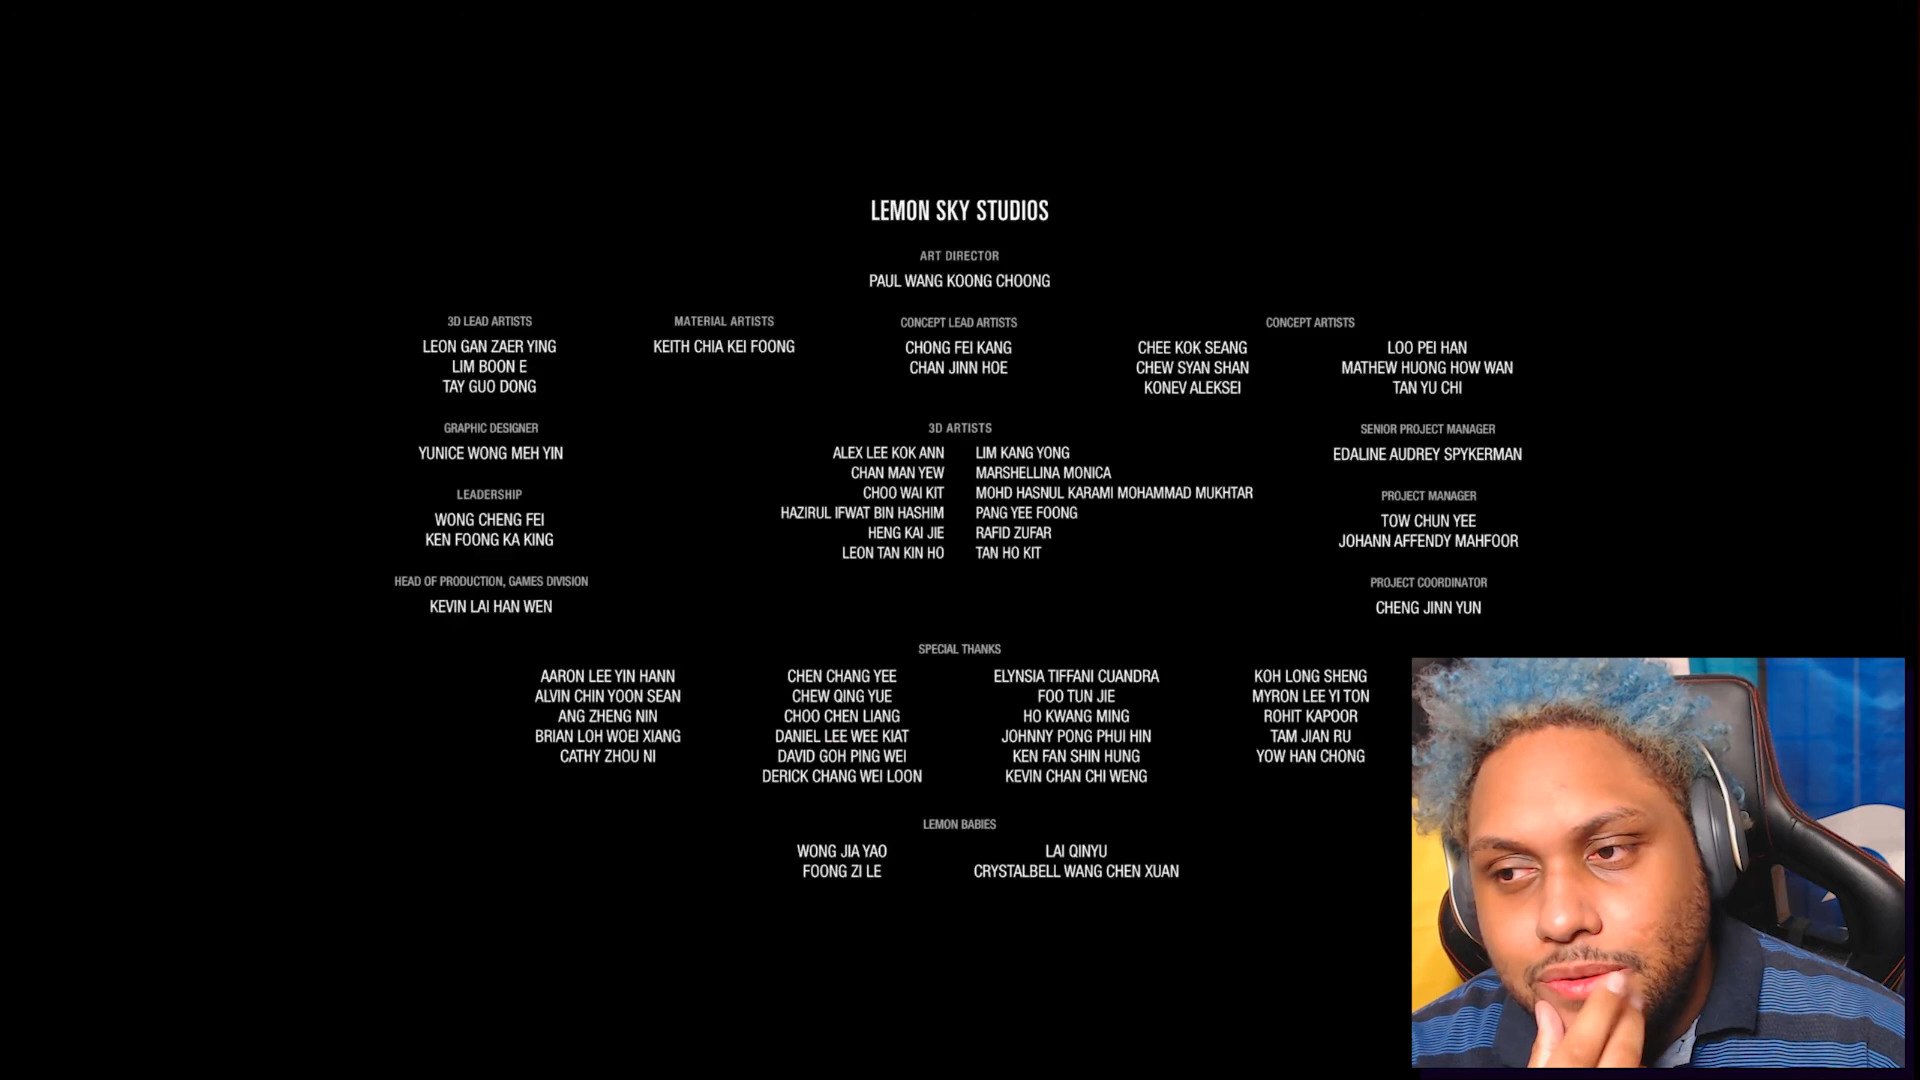 LEMON SKY STUDIOS
ART DIRECTOR
PAUL WANG KOONG CHOONG
3D LEAD ARTISTS
LEON GAN ZAER YING
LIM BOON E
TAY GUO DONG
MATERIAL ARTISTS
KEITH CHIA KEI FOONG
CONCEPT LEAD ARTISTS
CHONG FEI KANG
CHAN JINN HOE
CONCEPT ARTISTS
CHEE KOK SEANG
CHEW SYAN SHAN
KONEV ALEKSEI
LOO PEI HAN
MATHEW HUONG HOW WAN
TAN YU CHI
GRAPHIC DESIGNER
YUNICE WONG MEH YIN
LEADERSHIP
WONG CHENG FEI
KEN FOONG KA KING
HEAD OF PRODUCTION, GAMES DIVISION
KEVIN LAI HAN WEN
3D ARTISTS
ALEX LEE KOK ANN
CHAN MAN YEW
CHOO WAI KIT
HAZIRUL IFWAT BIN HASHIM
HENG KAI JIE
LEON TAN KIN HO
LIM KANG YONG
MARSHELLINA MONICA
MOHD HASNUL KARAMI MOHAMMAD MUKHTAR
PANG YEE FOONG
RAFID ZUFAR
TAN HO KIT
SENIOR PROJECT MANAGER
EDALINE AUDREY SPYKERMAN
PROJECT MANAGER
TOW CHUN YEE
JOHANN AFFENDY MAHFOOR
PROJECT COORDINATOR
CHENG JINN YUN
SPECIAL THANKS
AARON LEE YIN HANN
ALVIN CHIN YOON SEAN
ANG ZHENG NIN
BRIAN LOH WOEI XIANG
CATHY ZHOU NI
CHEN CHANG YEE
CHEW QING YUE
CHOO CHEN LIANG
DANIEL LEE WEE KIAT
DAVID GOH PING WEI
DERICK CHANG WEI LOON
ELYNSIA TIFFANI CUANDRA
FOO TUN JIE
HO KWANG MING
JOHNNY PONG PHUI HIN
KEN FAN SHIN HUNG
KEVIN CHAN CHI WENG
KOH LONG SHENG
MYRON LEE YI TON
ROHIT KAPOOR
TAM JIAN RU
YOW HAN CHONG
LEMON BABIES
WONG JIA YAO
FOONG ZI LE
LAI QINYU
CRYSTALBELL WANG CHEN XUAN